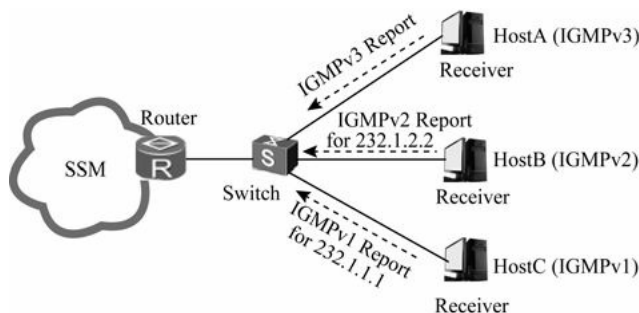 IGMPv3 Report
HostA (IGMPv3)
Receiver
Router
SSM
R
S
Switch
IGMPv2 Report
for 232.1.2.2
HostB (IGMPv2)
Receiver
IGMPv1 Report
for 232.1.1.1
HostC (IGMPv1)
Receiver